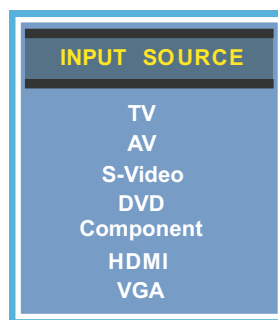 INPUT SOURCE
TV
AV
S-Video
DVD
Component
HDMI
VGA